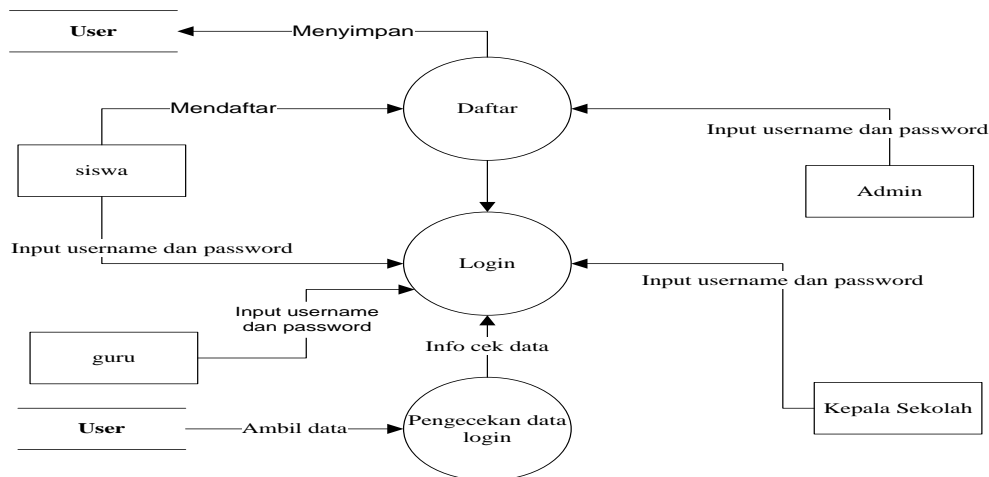 User
Menyimpan
Daftar
Mendaftar
Input username dan password
siswa
Admin
Input username dan password
Login
Input username dan password
Input username
dan password
Info cek data
guru
Kepala Sekolah
User
Ambil data
Pengecekan data
login